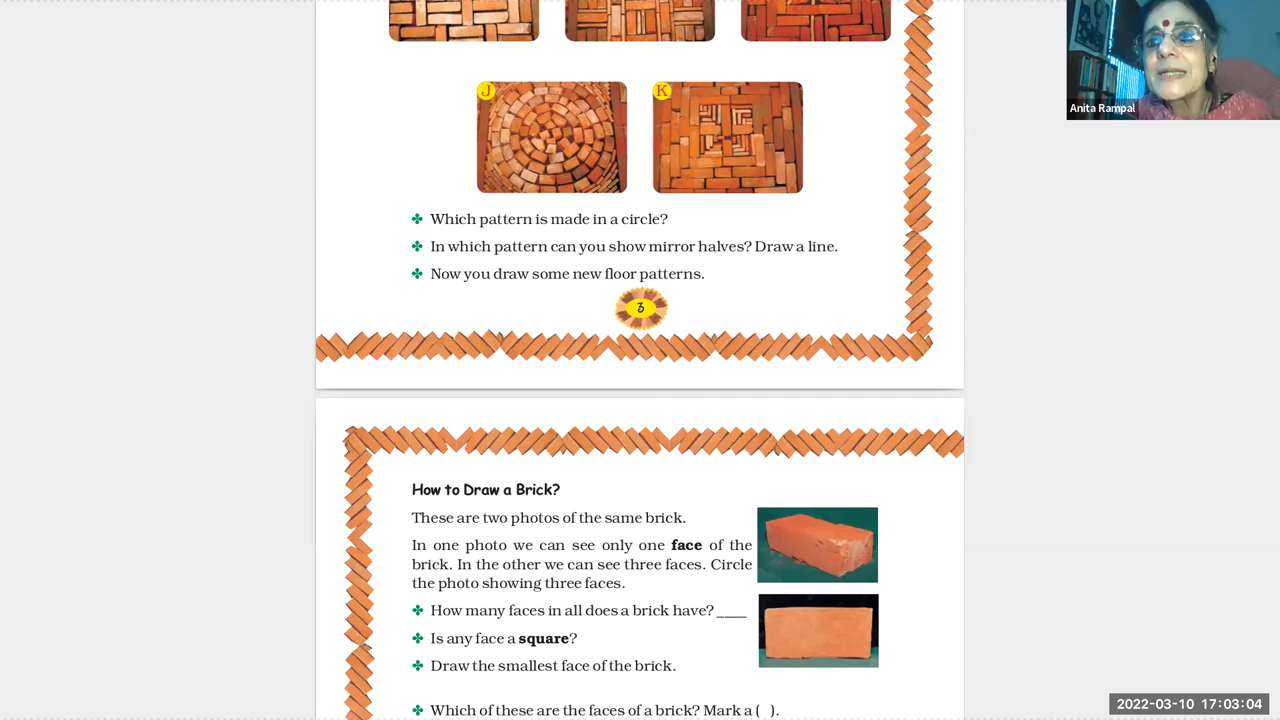 Anita Rampal
J
K
Which pattern is made in a circle?
In which pattern can you show mirror halves? Draw a line.
Now you draw some new floor patterns.
3
How to Draw a Brick?
These are two photos of the same brick.
In one photo we can see only one face of the
brick. In the other we can see three faces. Circle
the photo showing three faces.
How many faces in all does a brick have? ____
Is any face a square?
Draw the smallest face of the brick.
Which of these are the faces of a brick? Mark a ( ).
2022-03-10 17:03:04